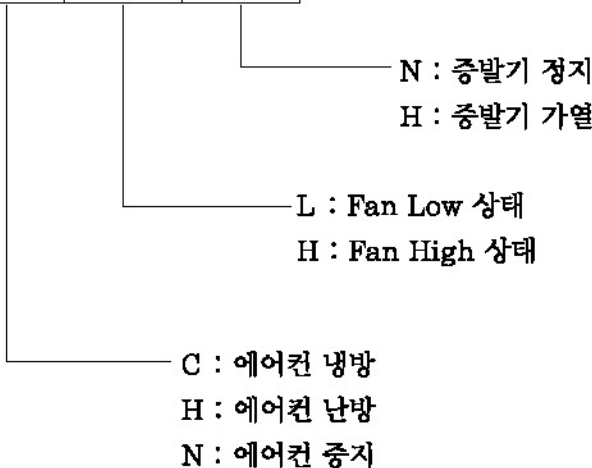 N : 증발기 정지
H : 증발기 가열
L : Fan Low 상태
H : Fan High 상태
C : 에어컨 냉방
H : 에어컨 난방
N : 에어컨 중지